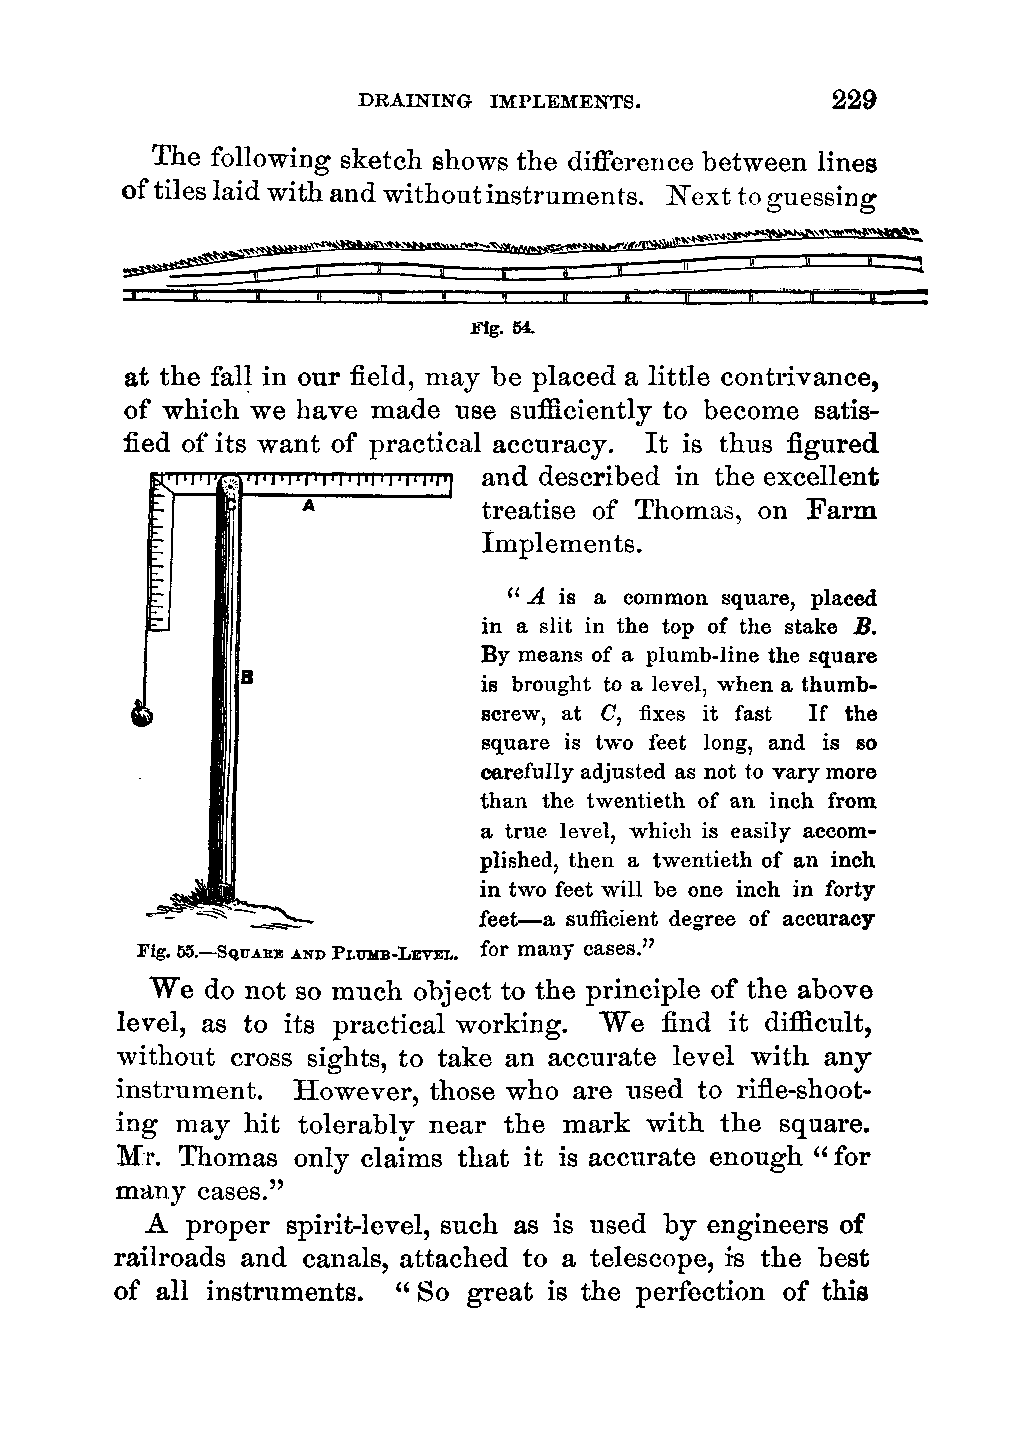 DRAINING IMPLEMENTS. 229
The following sketch shows the difference between lines
of tiles laid with and without instruments. Next to guessing
Fig. 54.
at the fall in our field, may be placed a little contrivance,
of which we have made use sufficiently to become satis-
fied of its want of practical accuracy. It is thus figured
and described in the excellent
treatise of Thomas, on Farm
Implements.
C
A
B
“ A is a common square, placed
in a slit in the top of the stake B.
By means of a plumb-line the square
is brought to a level, when a thumb-
screw, at C, fixes it fast If the
square is two feet long, and is so
carefully adjusted as not to vary more
than the twentieth of an inch from
a true level, which is easily accom-
plished, then a twentieth of an inch
in two feet will be one inch in forty
feet—a sufficient degree of accuracy
for many cases.”
Fig. 55.—SQUARE AND PLUMB-LEVEL.
We do not so much object to the principle of the above
level, as to its practical working. We find it difficult,
without cross sights, to take an accurate level with any
instrument. However, those who are used to rifle-shoot-
ing may hit tolerably near the mark with the square.
Mr. Thomas only claims that it is accurate enough “for
many cases.”
A proper spirit-level, such as is used by engineers of
railroads and canals, attached to a telescope, is the best
of all instruments. “So great is the perfection of this